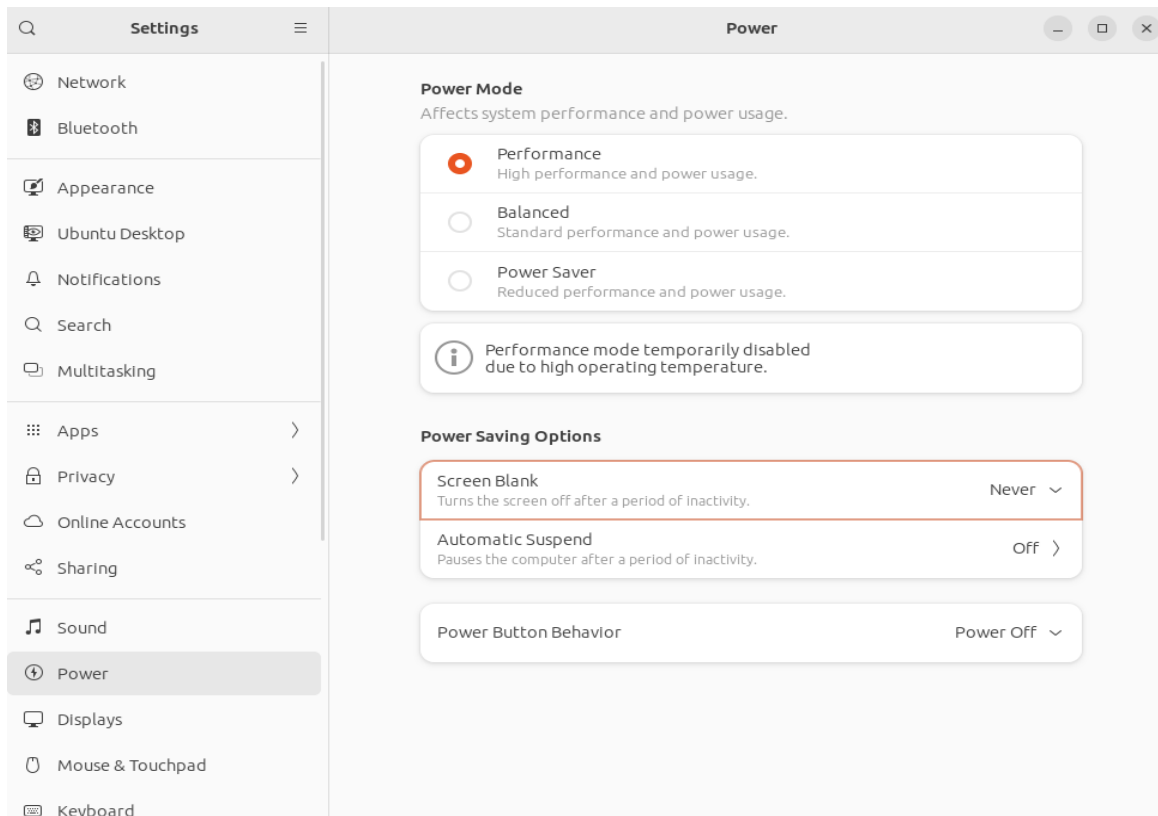 Settings
Power
Network
Bluetooth
Appearance
Ubuntu Desktop
Notifications
Search
Multitasking
Apps
Privacy
Online Accounts
Sharing
Sound
Power
Displays
Mouse & Touchpad
Keyboard
Power Mode
Affects system performance and power usage.
Performance
High performance and power usage.
Balanced
Standard performance and power usage.
Power Saver
Reduced performance and power usage.
Performance mode temporarily disabled
due to high operating temperature.
Power Saving Options
Screen Blank
Turns the screen off after a period of inactivity.
Never
Automatic Suspend
Pauses the computer after a period of inactivity.
Off
Power Button Behavior
Power Off